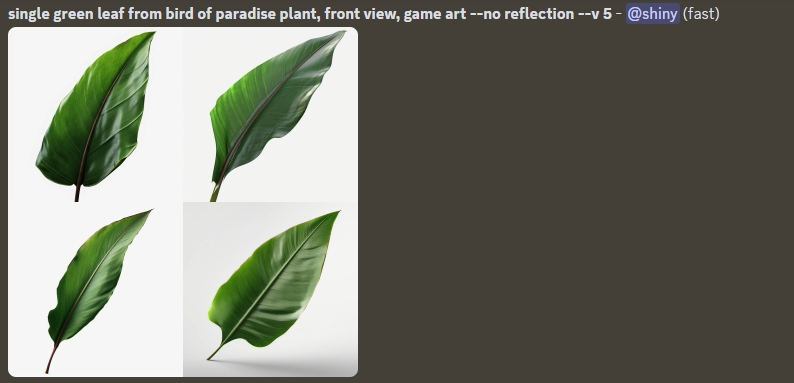 single green leaf from bird of paradise plant, front view, game art --no reflection --v 5 - @shiny (fast)